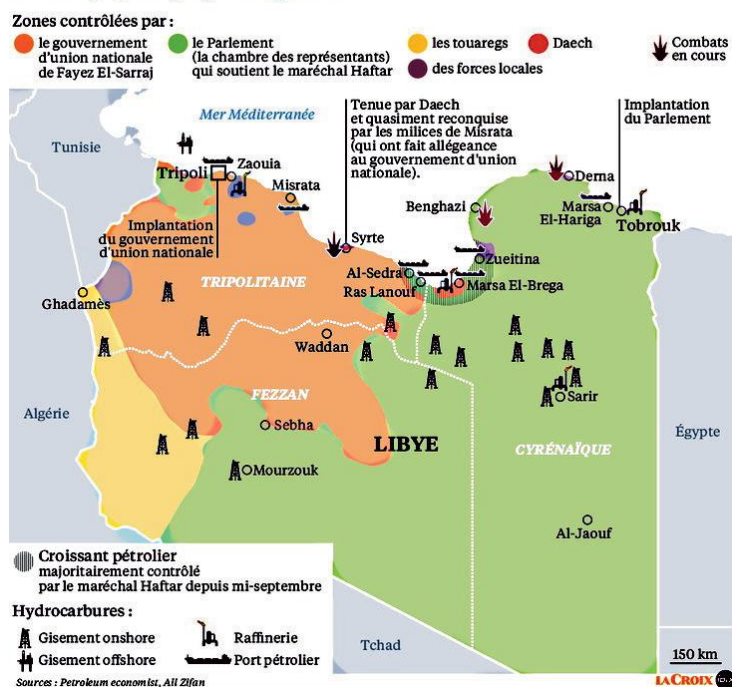 Zones contrôlées par :
le gouvernement
d'union nationale
de Fayez El-Sarraj
le Parlement
(la chambre des représentants)
qui soutient le maréchal Haftar
les touaregs
Daech
des forces locales
Combats
en cours
Mer Méditerranée
Tenue par Daech
et quasiment reconquise
par les milices de Misrata
(qui ont fait allégeance
au gouvernement d'union
nationale).
Implantation
du Parlement
Tunisie
Tripoli
Zaouia
Misrata
Derna
Benghazi
Marsa
El-Hariga
Tobrouk
Implantation
du gouvernement
d'union nationale
Syrte
Zueitina
Al-Sedra
Ras Lanouf
Marsa El-Brega
TRIPOLITAINE
Ghadamès
Waddan
FEZZAN
Sarir
Algérie
Sebha
LIBYE
CYRÉNAÏQUE
Égypte
Mourzouk
Al-Jaouf
Croissant pétrolier
majoritairement contrôlé
par le maréchal Haftar depuis mi-septembre
Hydrocarbures :
Gisement onshore
Raffinerie
Gisement offshore
Port pétrolier
Tchad
150 km
Sources : Petroleum economist, Ali Zifan
LA CROIX